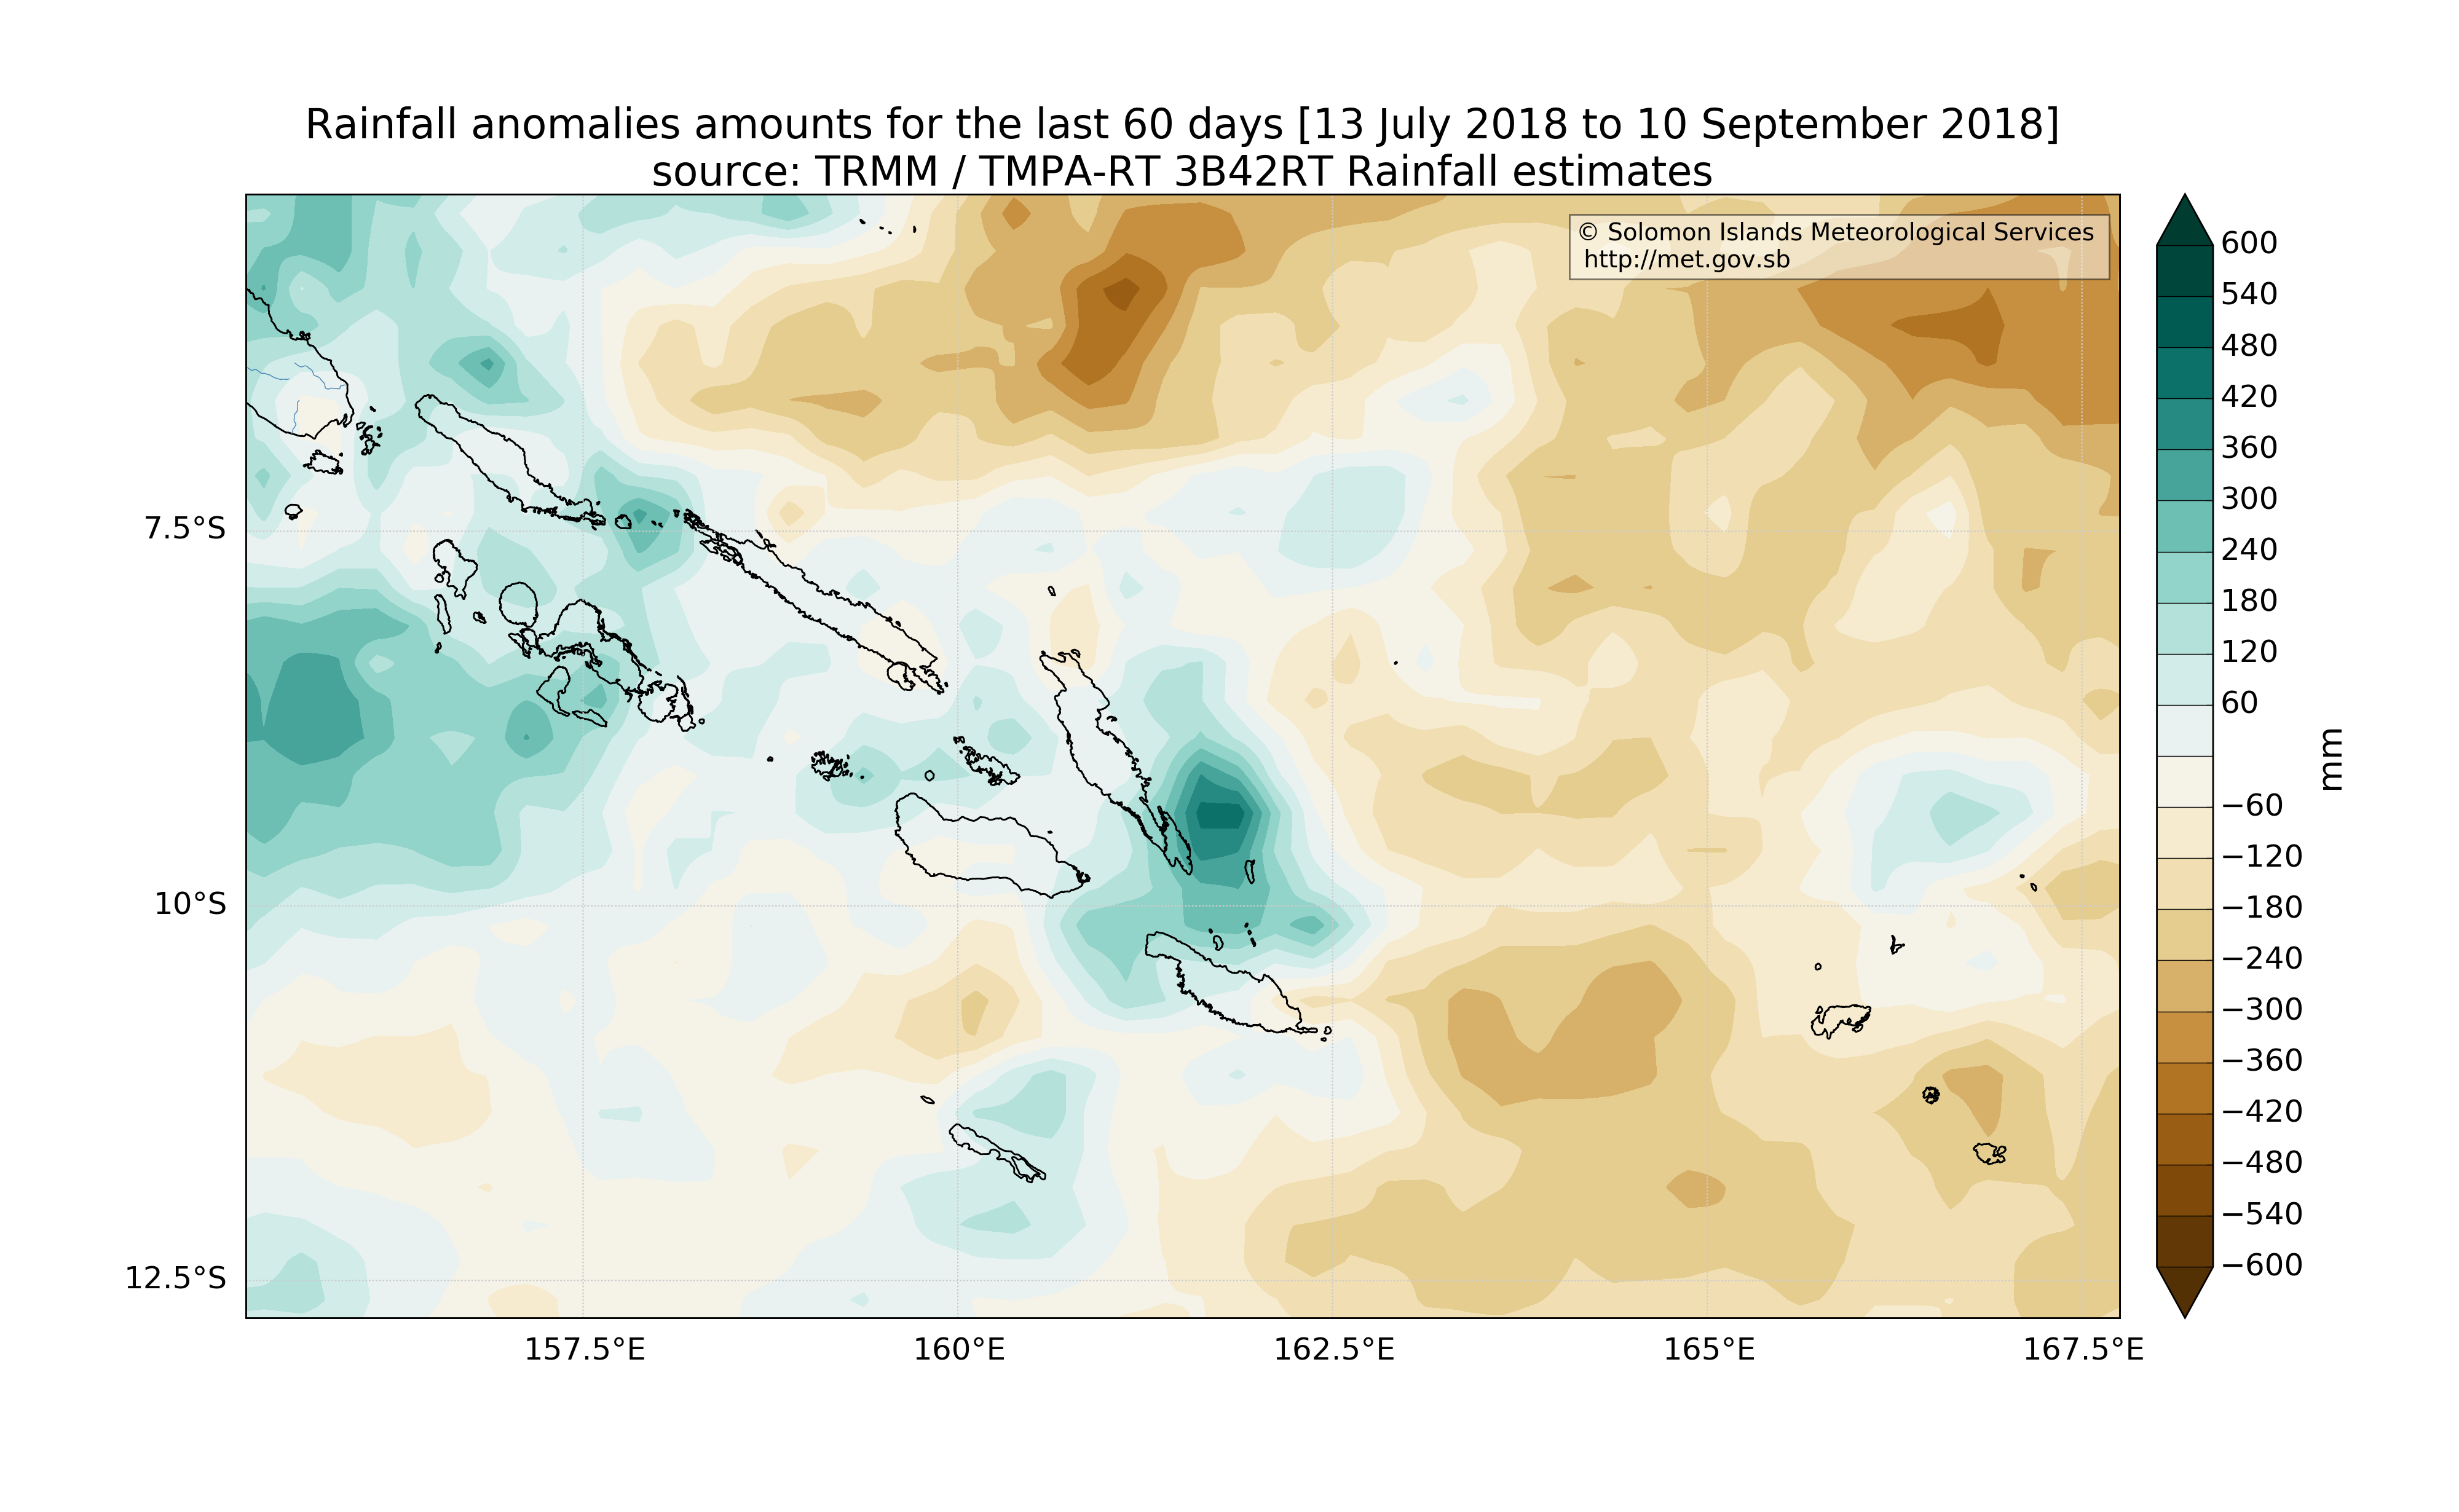 Rainfall anomalies amounts for the last 60 days [13 July 2018 to 10 September 2018]
source: TRMM / TMPA-RT 3B42RT Rainfall estimates
© Solomon Islands Meteorological Services
http://met.gov.sb
7.5°S
10°S
12.5°S
157.5°E
160°E
162.5°E
165°E
167.5°E
600
540
480
420
360
300
240
180
120
60
−60
−120
−180
−240
−300
−360
−420
−480
−540
−600
mm